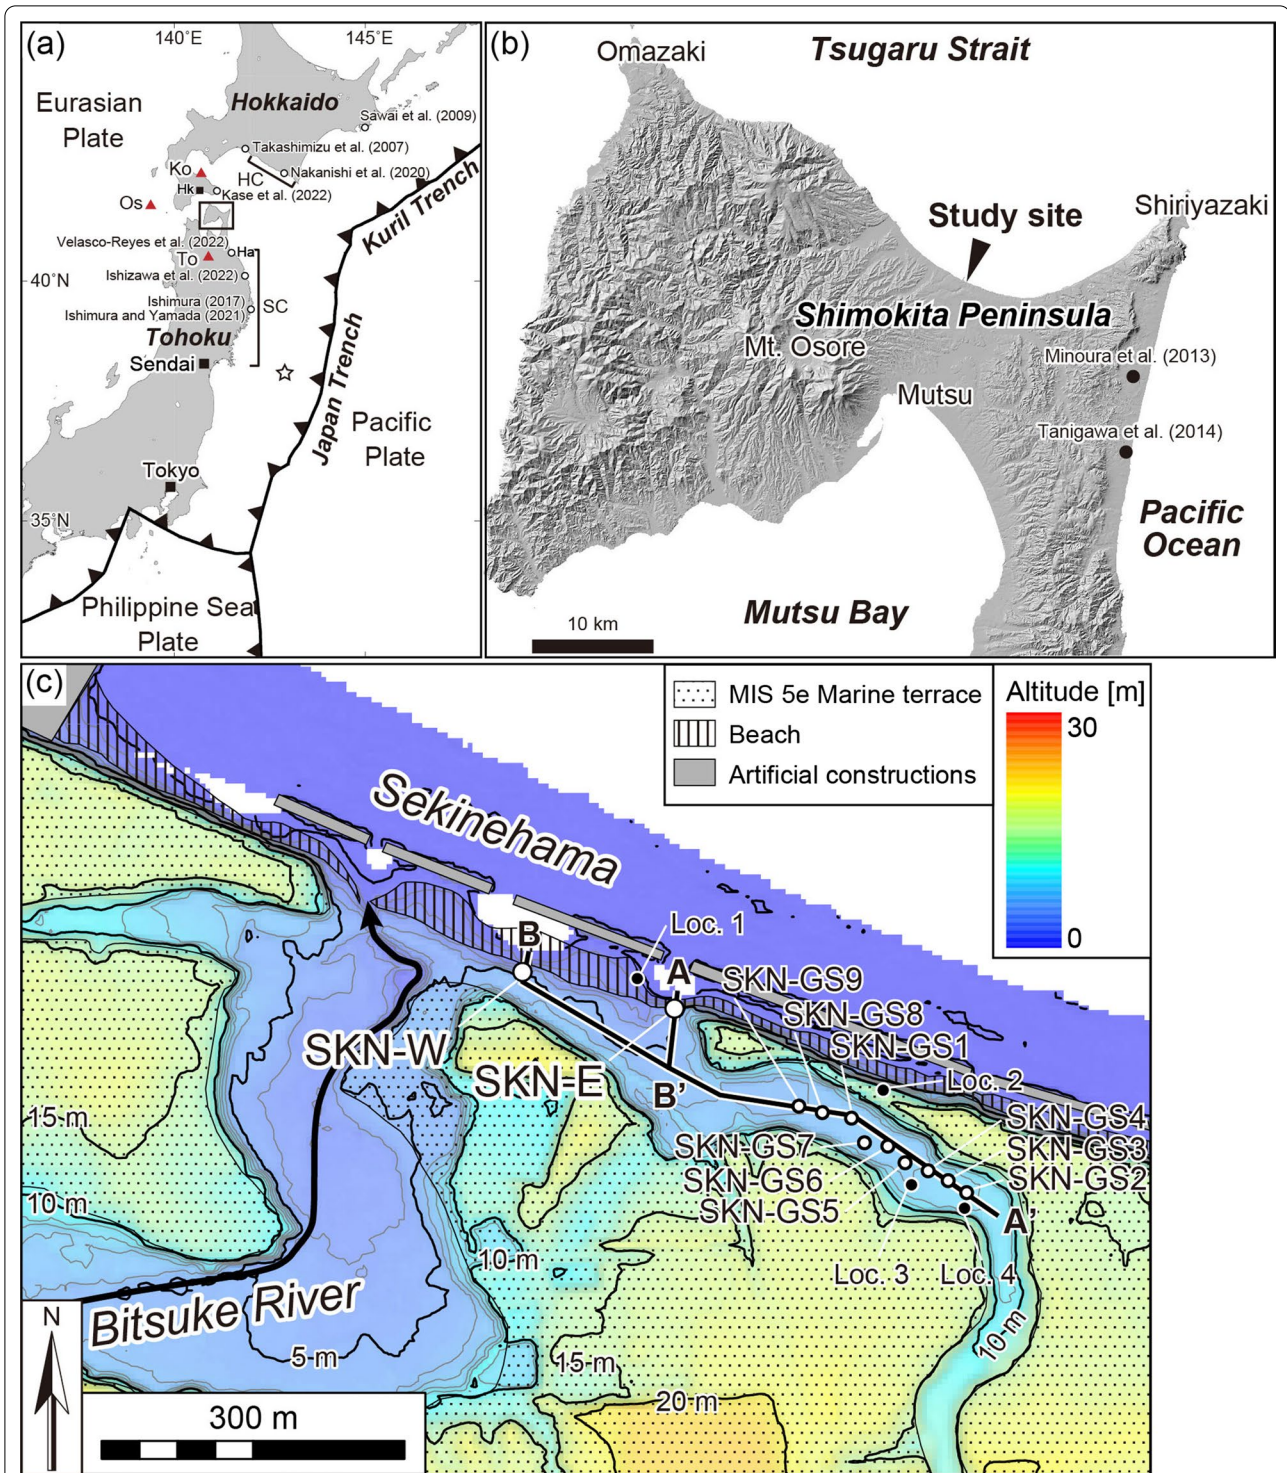 (a)
140°E
145°E
Eurasian
Plate
Hokkaido
Sawai et al. (2009)
Takashimizu et al. (2007)
Ko
HC
Nakanishi et al. (2020)
Hk
Kase et al. (2022)
Os
Kuril Trench
Velasco-Reyes et al. (2022)
Ha
To
40°N
Ishizawa et al. (2022)
Ishimura (2017)
SC
Ishimura and Yamada (2021)
Tohoku
Sendai
Japan Trench
Pacific
Plate
Tokyo
35°N
Philippine Sea
Plate
(b)
Omazaki
Tsugaru Strait
Shiriyazaki
Study site
Shimokita Peninsula
Mt. Osore
Minoura et al. (2013)
Mutsu
Tanigawa et al. (2014)
Pacific
Ocean
Mutsu Bay
10 km
(c)
MIS 5e Marine terrace
Beach
Artificial constructions
Altitude [m]
30
0
Sekinehama
B
Loc. 1
A
SKN-GS9
SKN-GS8
SKN-GS1
SKN-W
SKN-E
B'
Loc. 2
SKN-GS4
SKN-GS3
SKN-GS2
SKN-GS7
SKN-GS6
SKN-GS5
A'
Loc. 3
Loc. 4
15 m
10 m
10 m
10 m
Bitsuke River
5 m
15 m
20 m
N
300 m